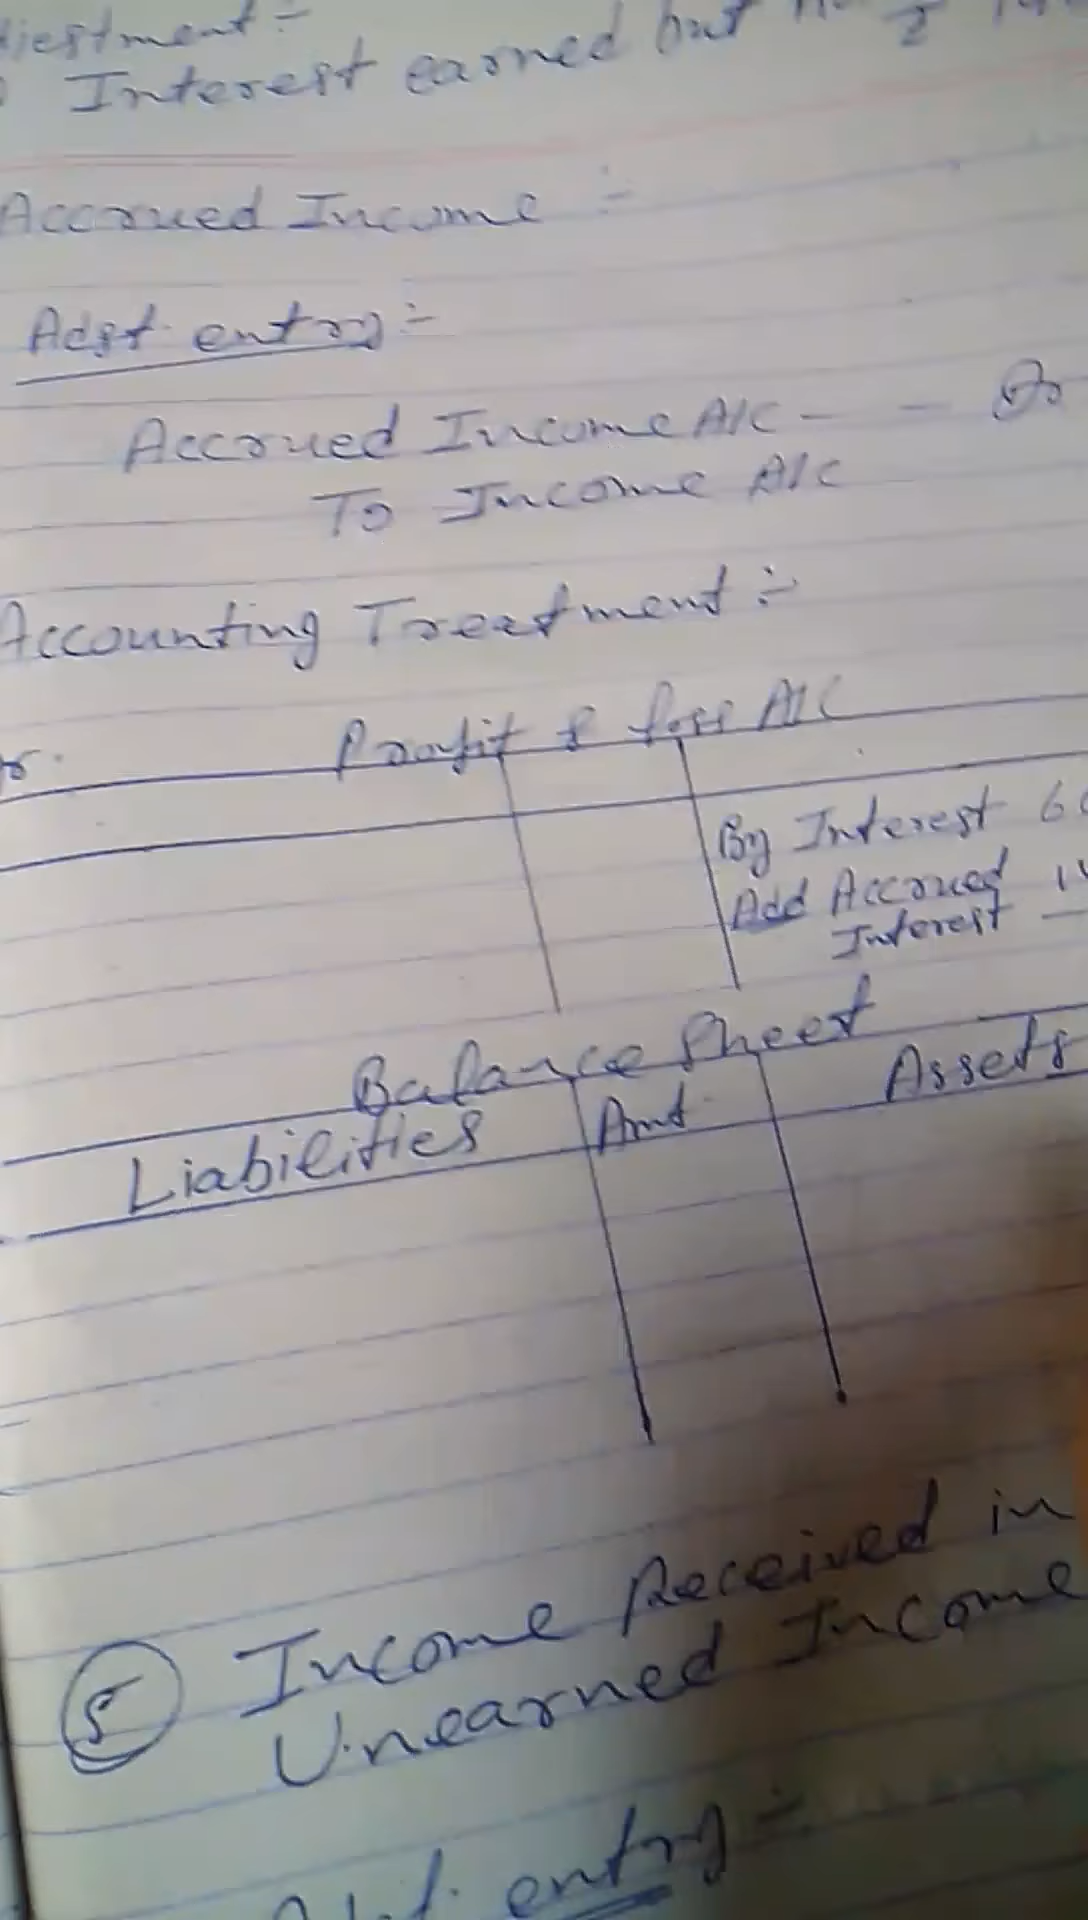 Interest earned but
Accrued Income :-
Adjt. entry :-
Accrued Income A/C - - Dr
To Income A/C
Accounting Treatment :-
Profit & Loss A/C
By Interest
Add Accrued
Interest
Balance Sheet
Liabilities Amt. Assets
5 Income Received in
Unearned Income
entry :-